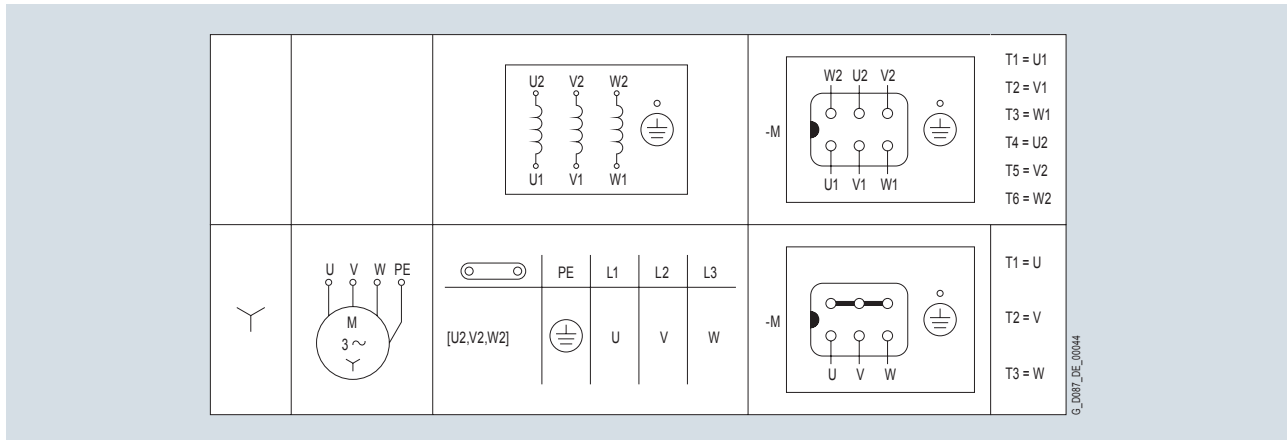 U2 V2 W2
U1 V1 W1
W2 U2 V2
-M
U1 V1 W1
T1 = U1
T2 = V1
T3 = W1
T4 = U2
T5 = V2
T6 = W2
U V W PE
M
3 ~
PE L1 L2 L3
[U2,V2,W2] U V W
-M
U V W
T1 = U
T2 = V
T3 = W
G_D087_DE_00044